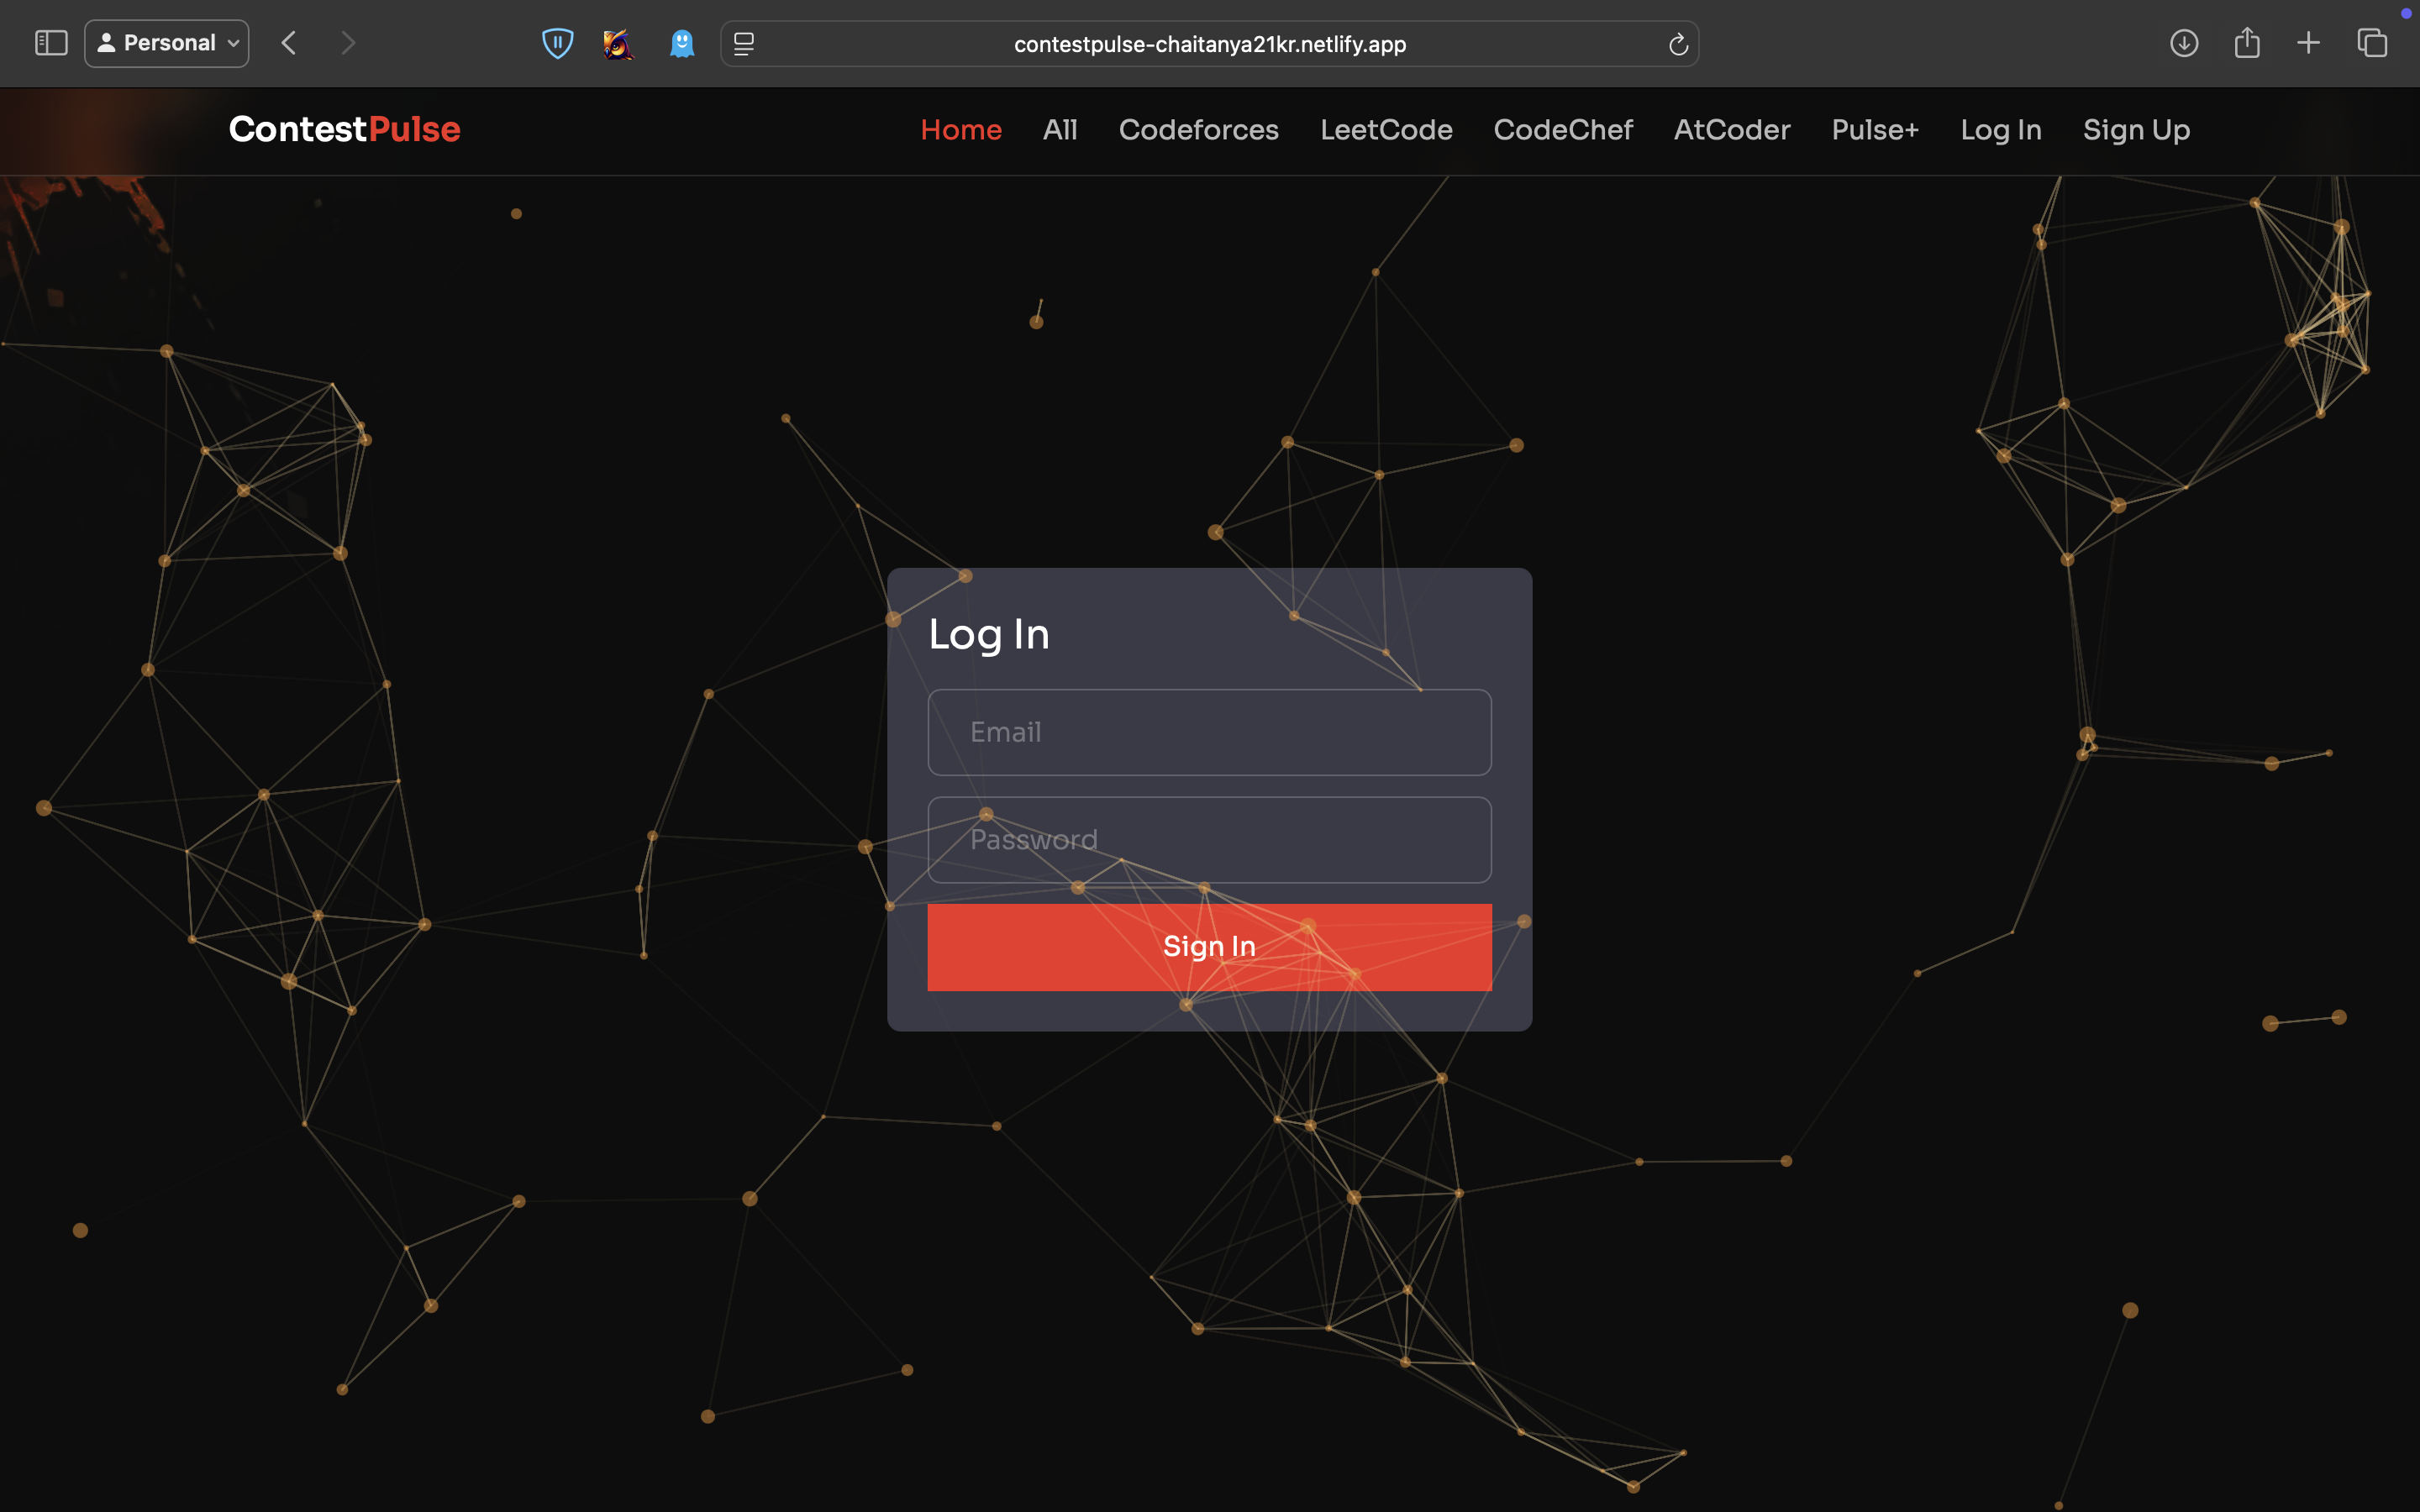 Personal
contestpulse-chaitanya21kr.netlify.app
ContestPulse
Home All Codeforces LeetCode CodeChef AtCoder Pulse+ Log In Sign Up
Log In
Email
Password
Sign In